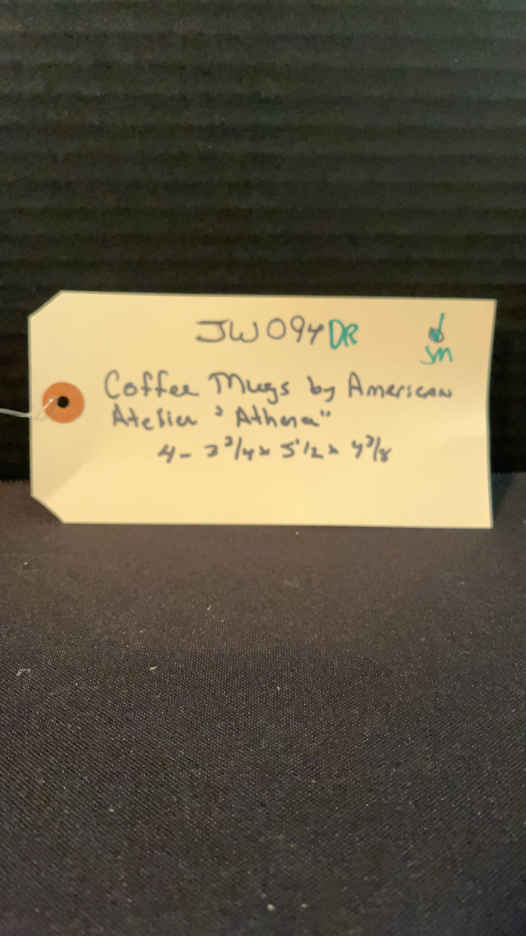 JW094DR
SM
Coffee Mugs by American
Atelier "Athena"
4- 3 3/4 x 5 1/2 x 4 3/8